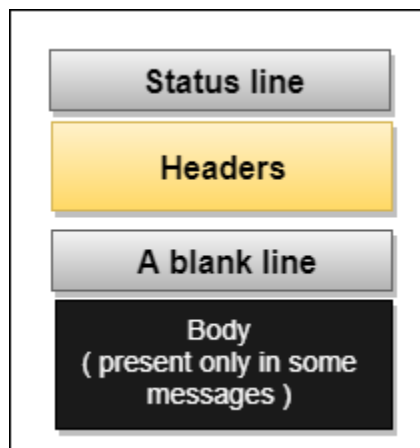 Status line
Headers
A blank line
Body
( present only in some
messages )